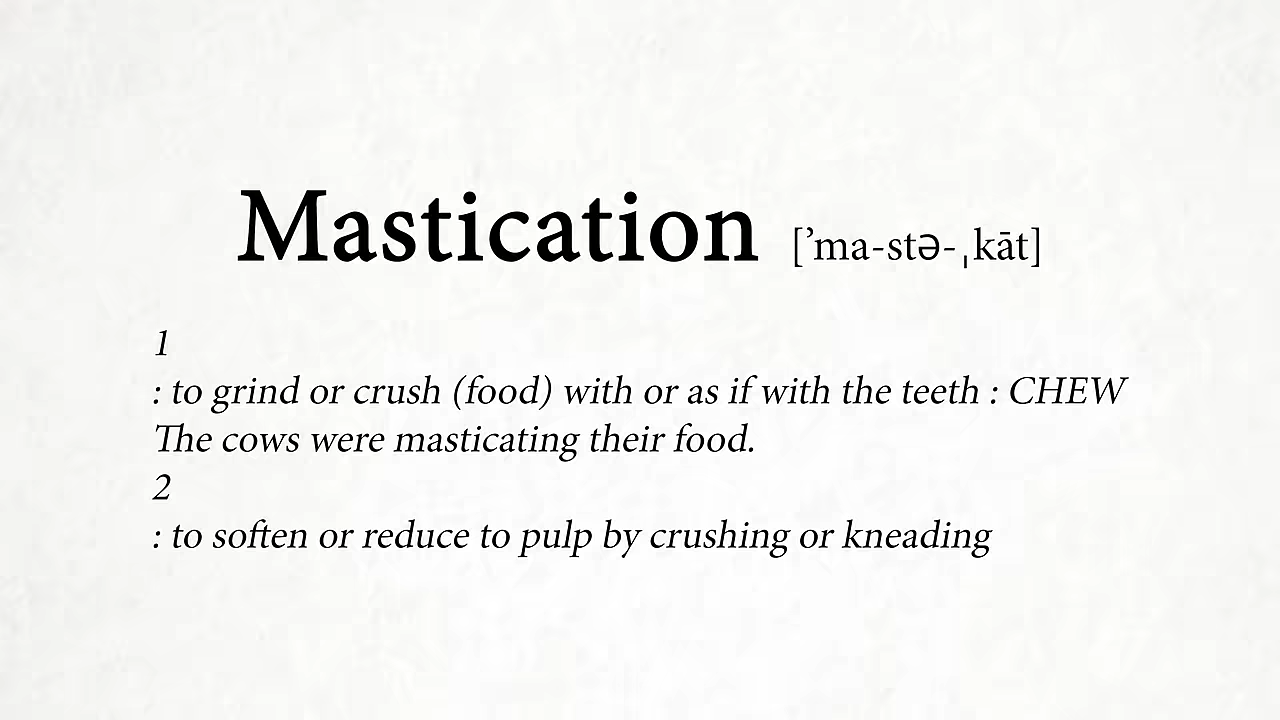 Mastication [’ma-stə-ˌkāt]
1
: to grind or crush (food) with or as if with the teeth : CHEW
The cows were masticating their food.
2
: to soften or reduce to pulp by crushing or kneading